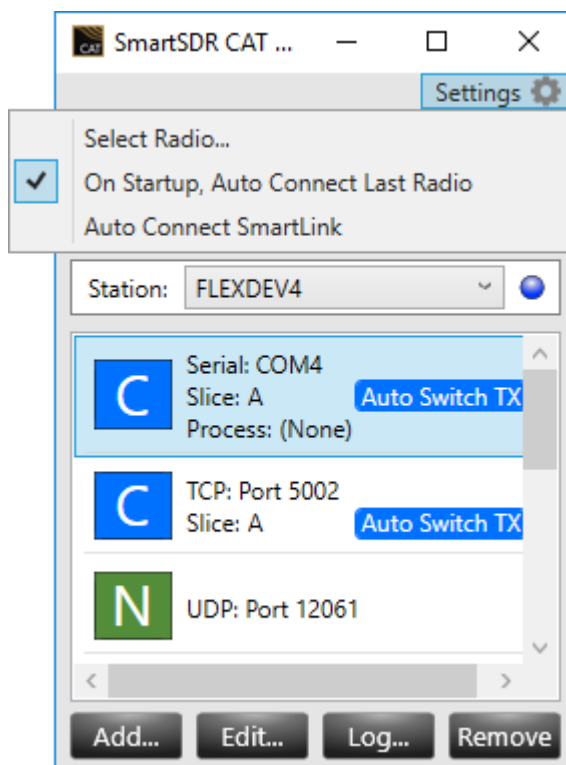 CAT
SmartSDR CAT ...
Settings
Select Radio...
On Startup, Auto Connect Last Radio
Auto Connect SmartLink
Station: FLEXDEV4
C
Serial: COM4
Slice: A Auto Switch TX
Process: (None)
C
TCP: Port 5002
Slice: A Auto Switch TX
N
UDP: Port 12061
Add... Edit... Log... Remove